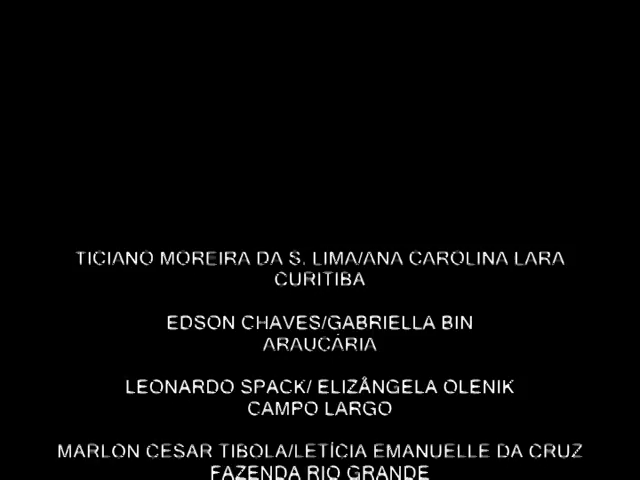 TICIANO MOREIRA DA S. LIMA/ANA CAROLINA LARA
CURITIBA
EDSON CHAVES/GABRIELLA BIN
ARAUCÁRIA
LEONARDO SPACK/ ELIZÂNGELA OLENIK
CAMPO LARGO
MARLON CESAR TIBOLA/LETÍCIA EMANUELLE DA CRUZ
FAZENDA RIO GRANDE